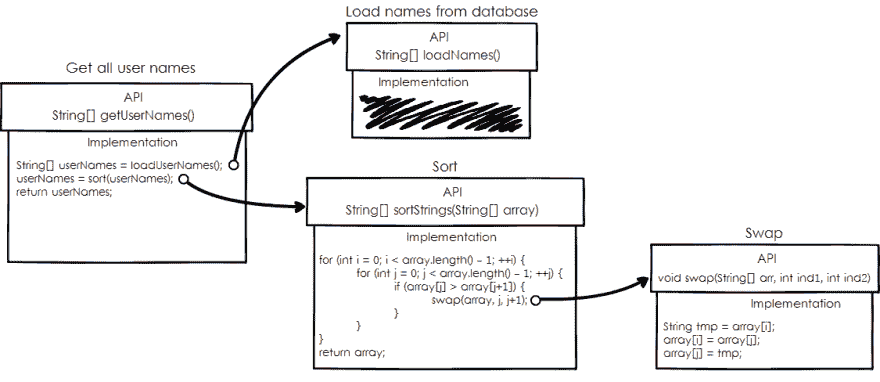 Load names from database
API
String[] loadNames()
Implementation
Get all user names
API
String[] getUserNames()
Implementation
String[] userNames = loadUserNames();
userNames = sort(userNames);
return userNames;
Sort
API
String[] sortStrings(String[] array)
Implementation
for (int i = 0; i < array.length() - 1; ++i) {
for (int j = 0; j < array.length() - 1; ++j) {
if (array[j] > array[j+1]) {
swap(array, j, j+1);
}
}
}
return array;
Swap
API
void swap(String[] arr, int ind1, int ind2)
Implementation
String tmp = array[i];
array[i] = array[j];
array[j] = tmp;